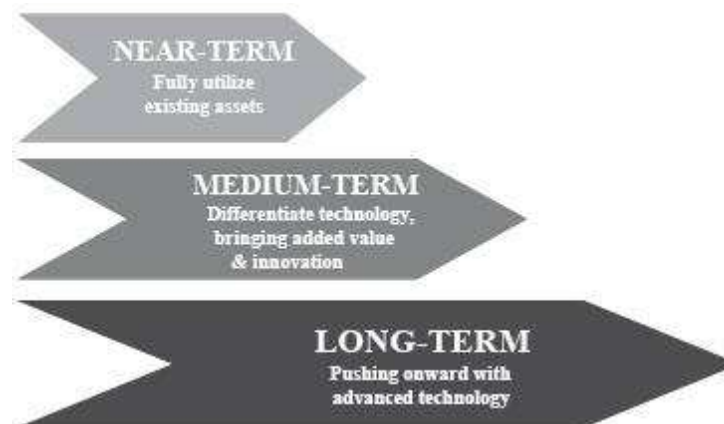 NEAR-TERM
Fully utilize
existing assets
MEDIUM-TERM
Differentiate technology,
bringing added value
& innovation
LONG-TERM
Pushing onward with
advanced technology